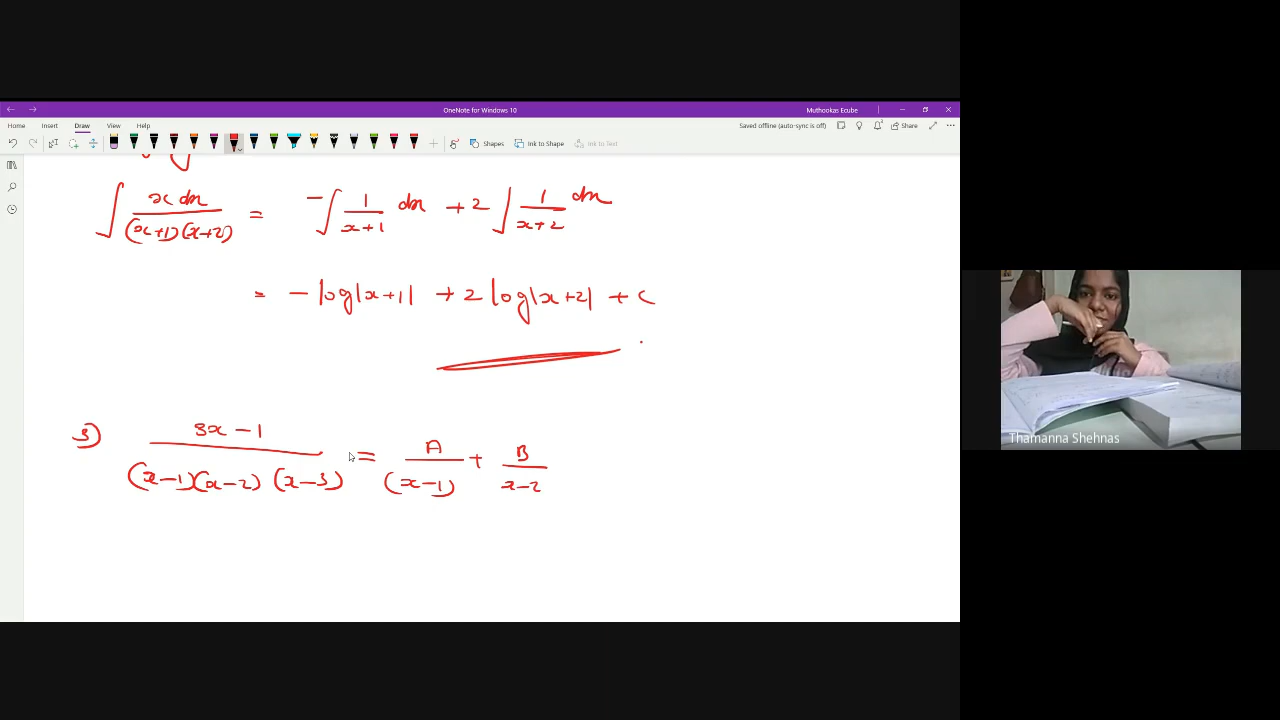 OneNote for Windows 10
Muthookas Ecube
Home Insert Draw View Help
Saved offline (auto-sync is off)
Share
Shapes
Ink to Shape
Ink to Text
∫ x dx / (x+1)(x+2) = -∫ 1/(x+1) dx + 2 ∫ 1/(x+2) dx
= - log|x+1| + 2 log|x+2| + c
3) 3x-1 / (x-1)(x-2)(x-3) = A/(x-1) + B/x-2
Thamanna Shehnas